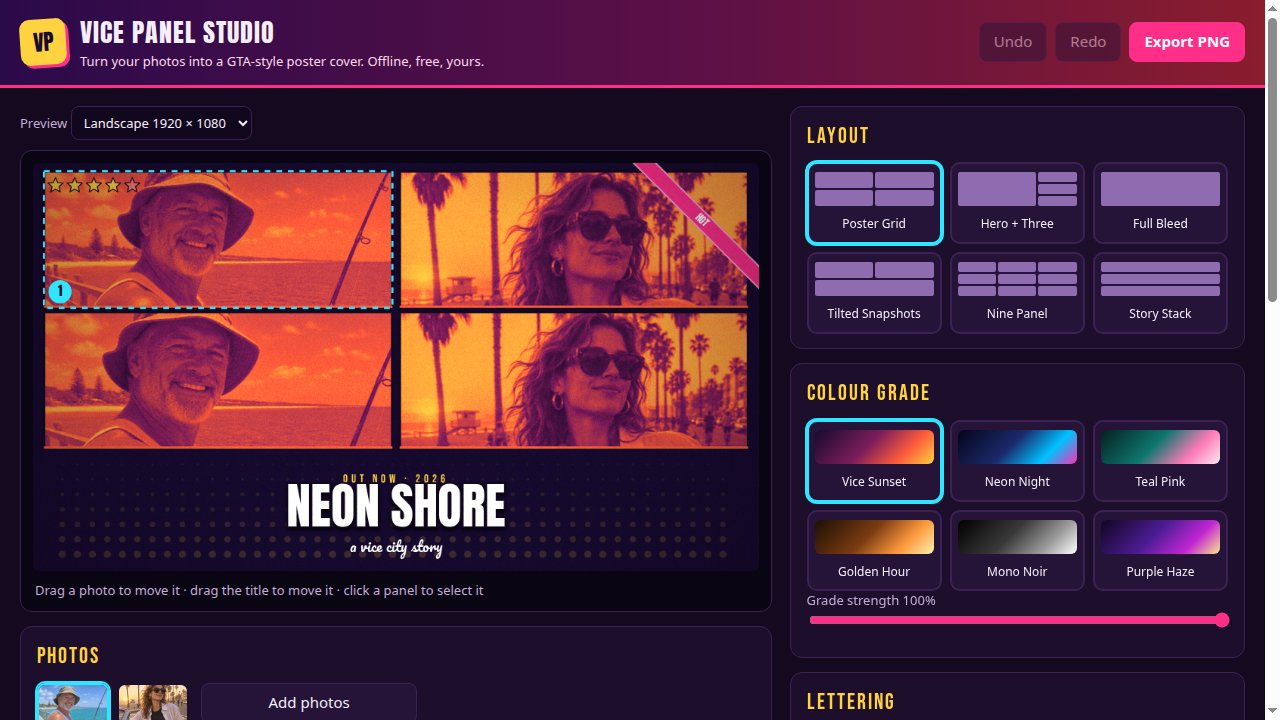 VP
VICE PANEL STUDIO
Turn your photos into a GTA-style poster cover. Offline, free, yours.
Undo
Redo
Export PNG
Preview
Landscape 1920 × 1080
HOT
1
OUT NOW · 2026
NEON SHORE
a vice city story
Drag a photo to move it · drag the title to move it · click a panel to select it
PHOTOS
Add photos
LAYOUT
Poster Grid
Hero + Three
Full Bleed
Tilted Snapshots
Nine Panel
Story Stack
COLOUR GRADE
Vice Sunset
Neon Night
Teal Pink
Golden Hour
Mono Noir
Purple Haze
Grade strength 100%
LETTERING